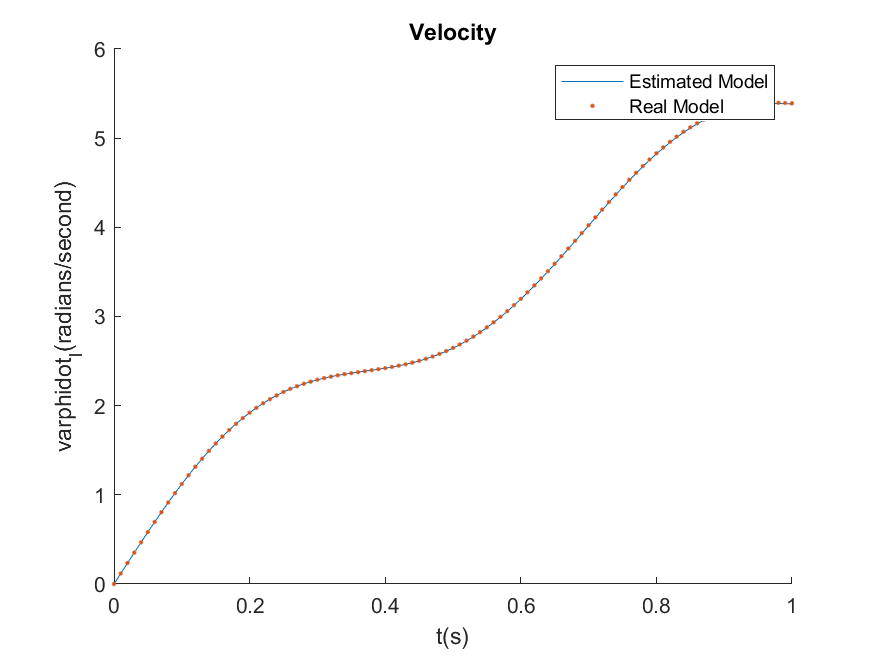 Velocity
6
5
4
3
2
1
0
varphidot_l(radians/second)
Estimated Model
Real Model
0
0.2
0.4
0.6
0.8
1
t(s)